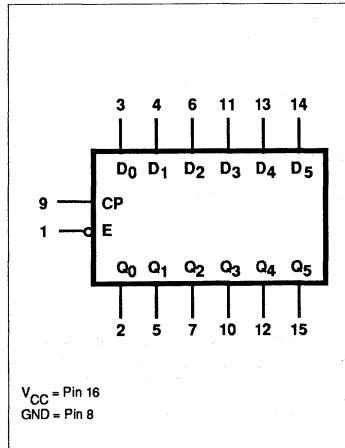 3 4 6 11 13 14
D0 D1 D2 D3 D4 D5
9 CP
1 E
Q0 Q1 Q2 Q3 Q4 Q5
2 5 7 10 12 15
VCC = Pin 16
GND = Pin 8